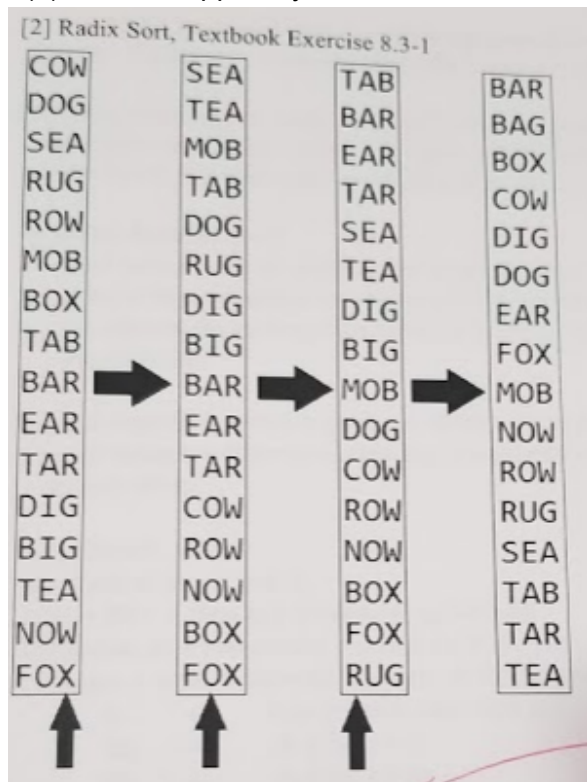 [2] Radix Sort, Textbook Exercise 8.3-1
COW
DOG
SEA
RUG
ROW
MOB
BOX
TAB
BAR
EAR
TAR
DIG
BIG
TEA
NOW
FOX
SEA
TEA
MOB
TAB
DOG
RUG
DIG
BIG
BAR
EAR
TAR
COW
ROW
NOW
BOX
FOX
TAB
BAR
EAR
TAR
SEA
TEA
DIG
BIG
MOB
DOG
COW
ROW
NOW
BOX
FOX
RUG
BAR
BAG
BOX
COW
DIG
DOG
EAR
FOX
MOB
NOW
ROW
RUG
SEA
TAB
TAR
TEA